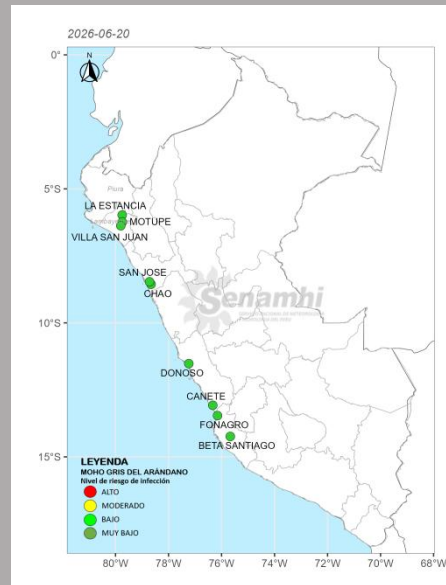 2026-06-20
N
0°
Piura
LA ESTANCIA
5°S
MOTUPE
VILLA SAN JUAN
SAN JOSE
CHAO
Senamhi
10°S
DONOSO
CAÑETE
FONAGRO
BETA SANTIAGO
15°S
LEYENDA
MOHO GRIS DEL ARÁNDANO
Nivel de riesgo de infección
ALTO
MODERADO
BAJO
MUY BAJO
80°W 78°W 76°W 74°W 72°W 70°W 68°W